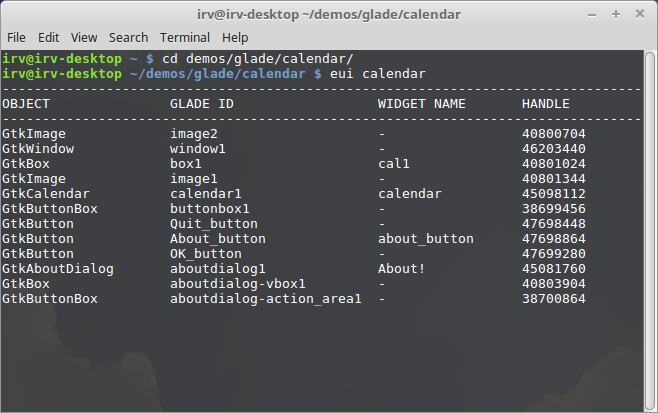 irv@irv-desktop ~/demos/glade/calendar
File Edit View Search Terminal Help
irv@irv-desktop ~ $ cd demos/glade/calendar/
irv@irv-desktop ~/demos/glade/calendar $ eui calendar
--------------------------------------------------------------------------------
OBJECT GLADE ID WIDGET NAME HANDLE
--------------------------------------------------------------------------------
GtkImage image2 - 40800704
GtkWindow window1 - 46203440
GtkBox box1 cal1 40801024
GtkImage image1 - 40801344
GtkCalendar calendar1 calendar 45098112
GtkButtonBox buttonbox1 - 38699456
GtkButton Quit_button - 47698448
GtkButton About_button about_button 47698864
GtkButton OK_button - 47699280
GtkAboutDialog aboutdialog1 About! 45081760
GtkBox aboutdialog-vbox1 - 40803904
GtkButtonBox aboutdialog-action_area1 - 38700864